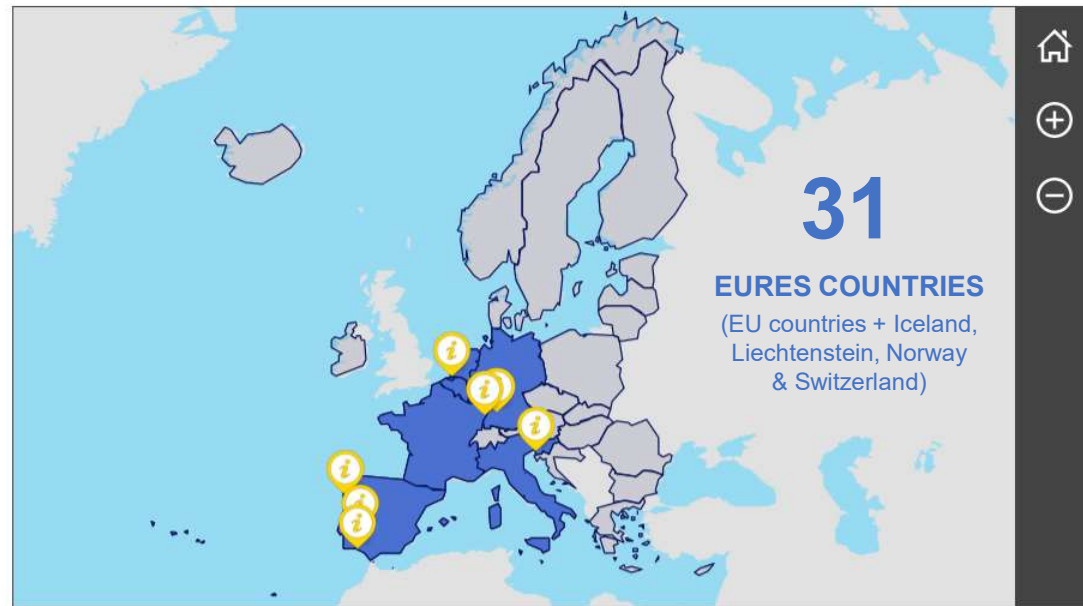 31
EURES COUNTRIES
(EU countries + Iceland,
Liechtenstein, Norway
& Switzerland)
i
i
i
i
i
i
i